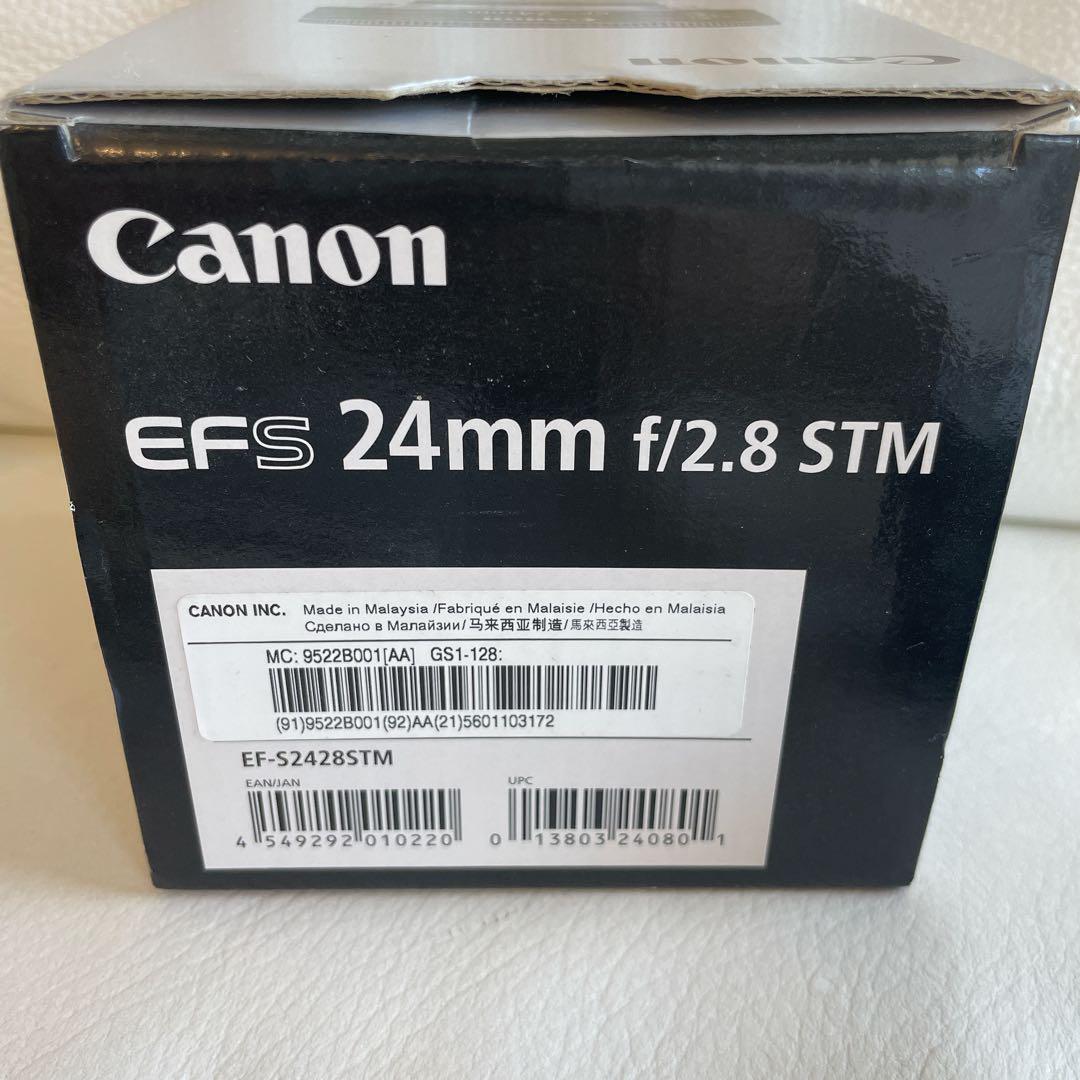 Canon
Canon
EFS 24mm f/2.8 STM
CANON INC. Made in Malaysia /Fabriqué en Malaisie /Hecho en Malaisia
Сделано в Малайзии/马来西亚制造/馬來西亞製造
MC: 9522B001[AA] GS1-128:
(91)9522B001(92)AA(21)5601103172
EF-S2428STM
EAN/JAN UPC
4 549292 010220 0 13803 24080 1